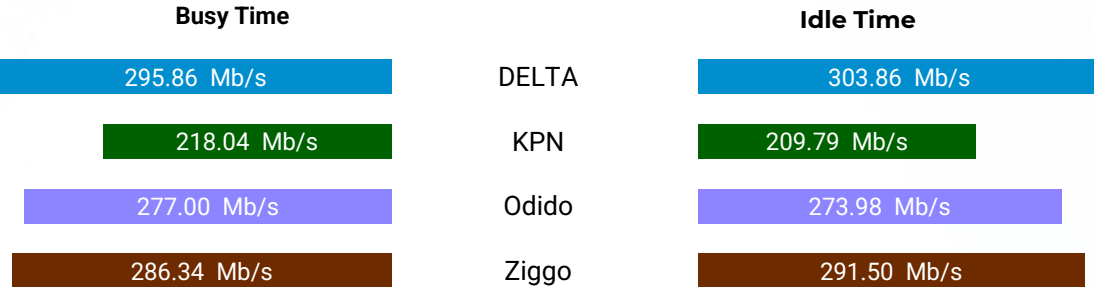 Busy Time Idle Time
295.86 Mb/s DELTA 303.86 Mb/s
218.04 Mb/s KPN 209.79 Mb/s
277.00 Mb/s Odido 273.98 Mb/s
286.34 Mb/s Ziggo 291.50 Mb/s